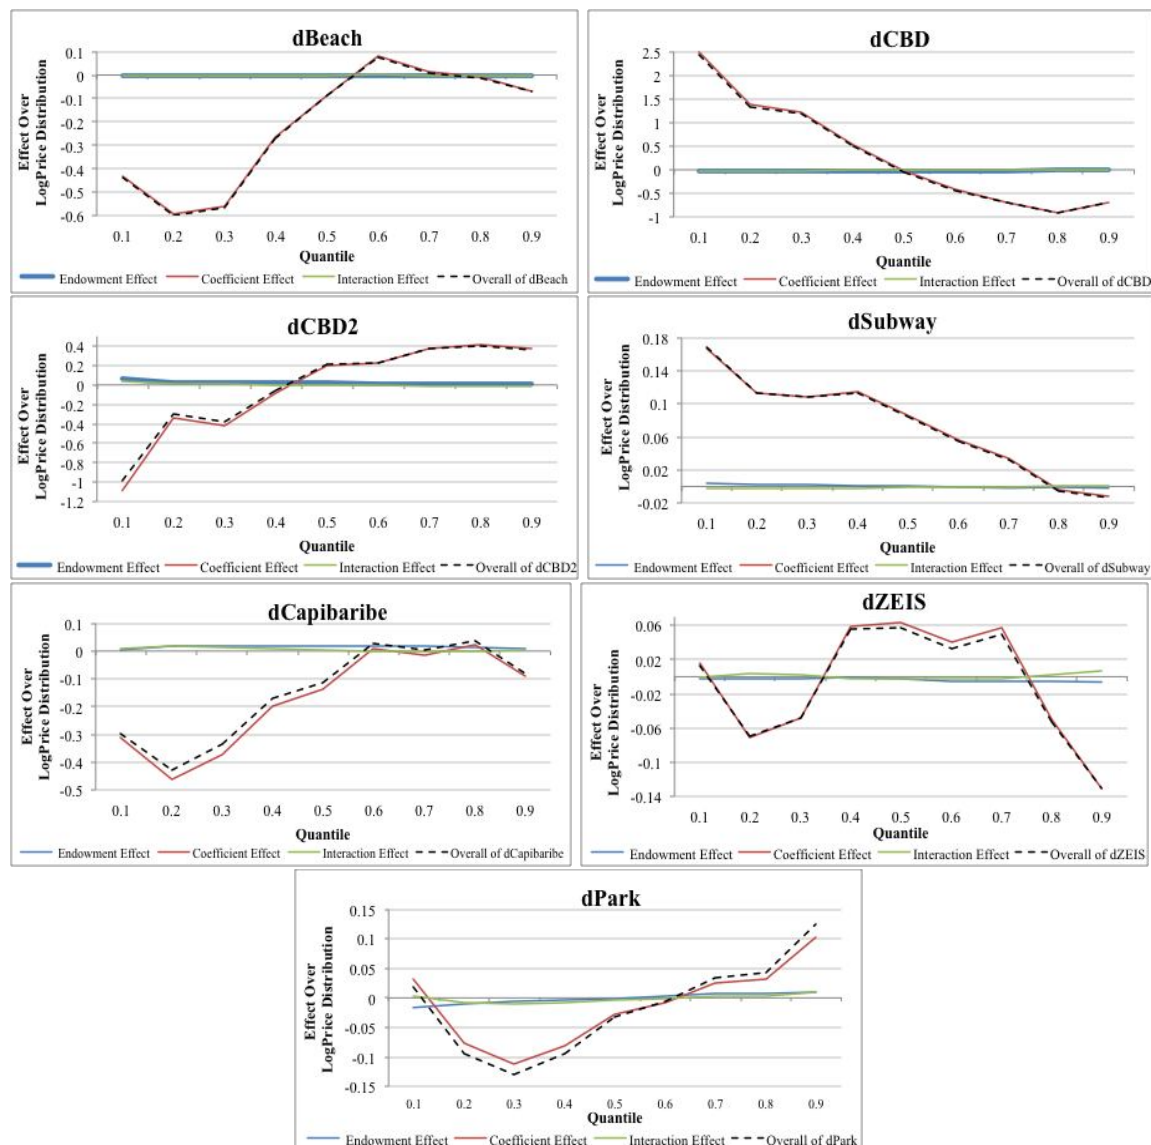 dBeach
Effect Over
LogPrice Distribution
0.1
0
-0.1
-0.2
-0.3
-0.4
-0.5
-0.6
0.1 0.2 0.3 0.4 0.5 0.6 0.7 0.8 0.9
Quantile
Endowment Effect Coefficient Effect Interaction Effect Overall of dBeach
dCBD
Effect Over
LogPrice Distribution
2.5
2
1.5
1
0.5
0
-0.5
-1
0.1 0.2 0.3 0.4 0.5 0.6 0.7 0.8 0.9
Quantile
Endowment Effect Coefficient Effect Interaction Effect Overall of dCBD
dCBD2
Effect Over
LogPrice Distribution
0.4
0.2
0
-0.2
-0.4
-0.6
-0.8
-1
-1.2
0.1 0.2 0.3 0.4 0.5 0.6 0.7 0.8 0.9
Quantile
Endowment Effect Coefficient Effect Interaction Effect Overall of dCBD2
dSubway
Effect Over
LogPrice Distribution
0.18
0.14
0.1
0.06
0.02
-0.02
0.1 0.2 0.3 0.4 0.5 0.6 0.7 0.8 0.9
Quantile
Endowment Effect Coefficient Effect Interaction Effect Overall of dSubway
dCapibaribe
Effect Over
LogPrice Distribution
0.1
0
-0.1
-0.2
-0.3
-0.4
-0.5
0.1 0.2 0.3 0.4 0.5 0.6 0.7 0.8 0.9
Quantile
Endowment Effect Coefficient Effect Interaction Effect Overall of dCapibaribe
dZEIS
Effect Over
LogPrice Distribution
0.06
0.02
-0.02
-0.06
-0.1
-0.14
0.1 0.2 0.3 0.4 0.5 0.6 0.7 0.8 0.9
Quantile
Endowment Effect Coefficient Effect Interaction Effect Overall of dZEIS
dPark
Effect Over
LogPrice Distribution
0.15
0.1
0.05
0
-0.05
-0.1
-0.15
0.1 0.2 0.3 0.4 0.5 0.6 0.7 0.8 0.9
Quantile
Endowment Effect Coefficient Effect Interaction Effect Overall of dPark